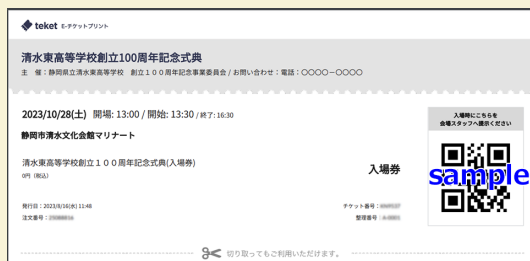 teket E-チケットプリント
清水東高等学校創立100周年記念式典
主　催：静岡県立清水東高等学校　創立１００周年記念事業委員会 / お問い合わせ：電話：〇〇〇〇ー〇〇〇〇
2023/10/28(土) 開場: 13:00 / 開始: 13:30 / 終了: 16:30
静岡市清水文化会館マリナート
清水東高等学校創立１００周年記念式典(入場券)
0円（税込）
入場券
発行日：2023/8/16(水) 11:48
注文番号：
チケット番号：
整理番号：
入場時にこちらを
会場スタッフへ提示ください
sample
切り取ってもご利用いただけます。